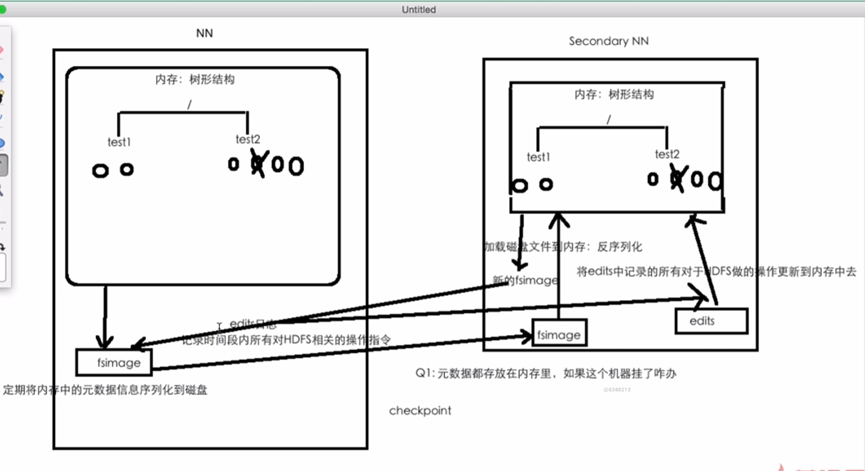 Untitled
NN
Secondary NN
内存：树形结构
/
test1
test2
内存：树形结构
/
test1
test2
加载磁盘文件到内存：反序列化
新的fsimage
将edits中记录的所有对于HDFS做的操作更新到内存中去
edits日志
记录时间段内所有对HDFS相关的操作指令
fsimage
fsimage
edits
定期将内存中的元数据信息序列化到磁盘
Q1: 元数据都存放在内存里，如果这个机器挂了咋办
checkpoint